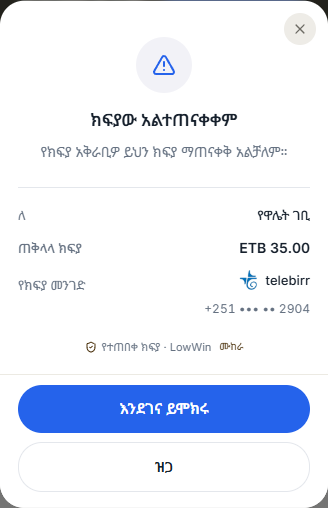 ክፍያው አልተጠናቀቀም
የክፍያ አቅራቢዎ ይህን ክፍያ ማጠናቀቅ አልቻለም።
ለ የዋሌት ገቢ
ጠቅላላ ክፍያ ETB 35.00
የክፍያ መንገድ telebirr
+251 ••• •• 2904
የተጠበቀ ክፍያ · LowWin ሙከራ
እንደገና ይሞክሩ
ዝጋ